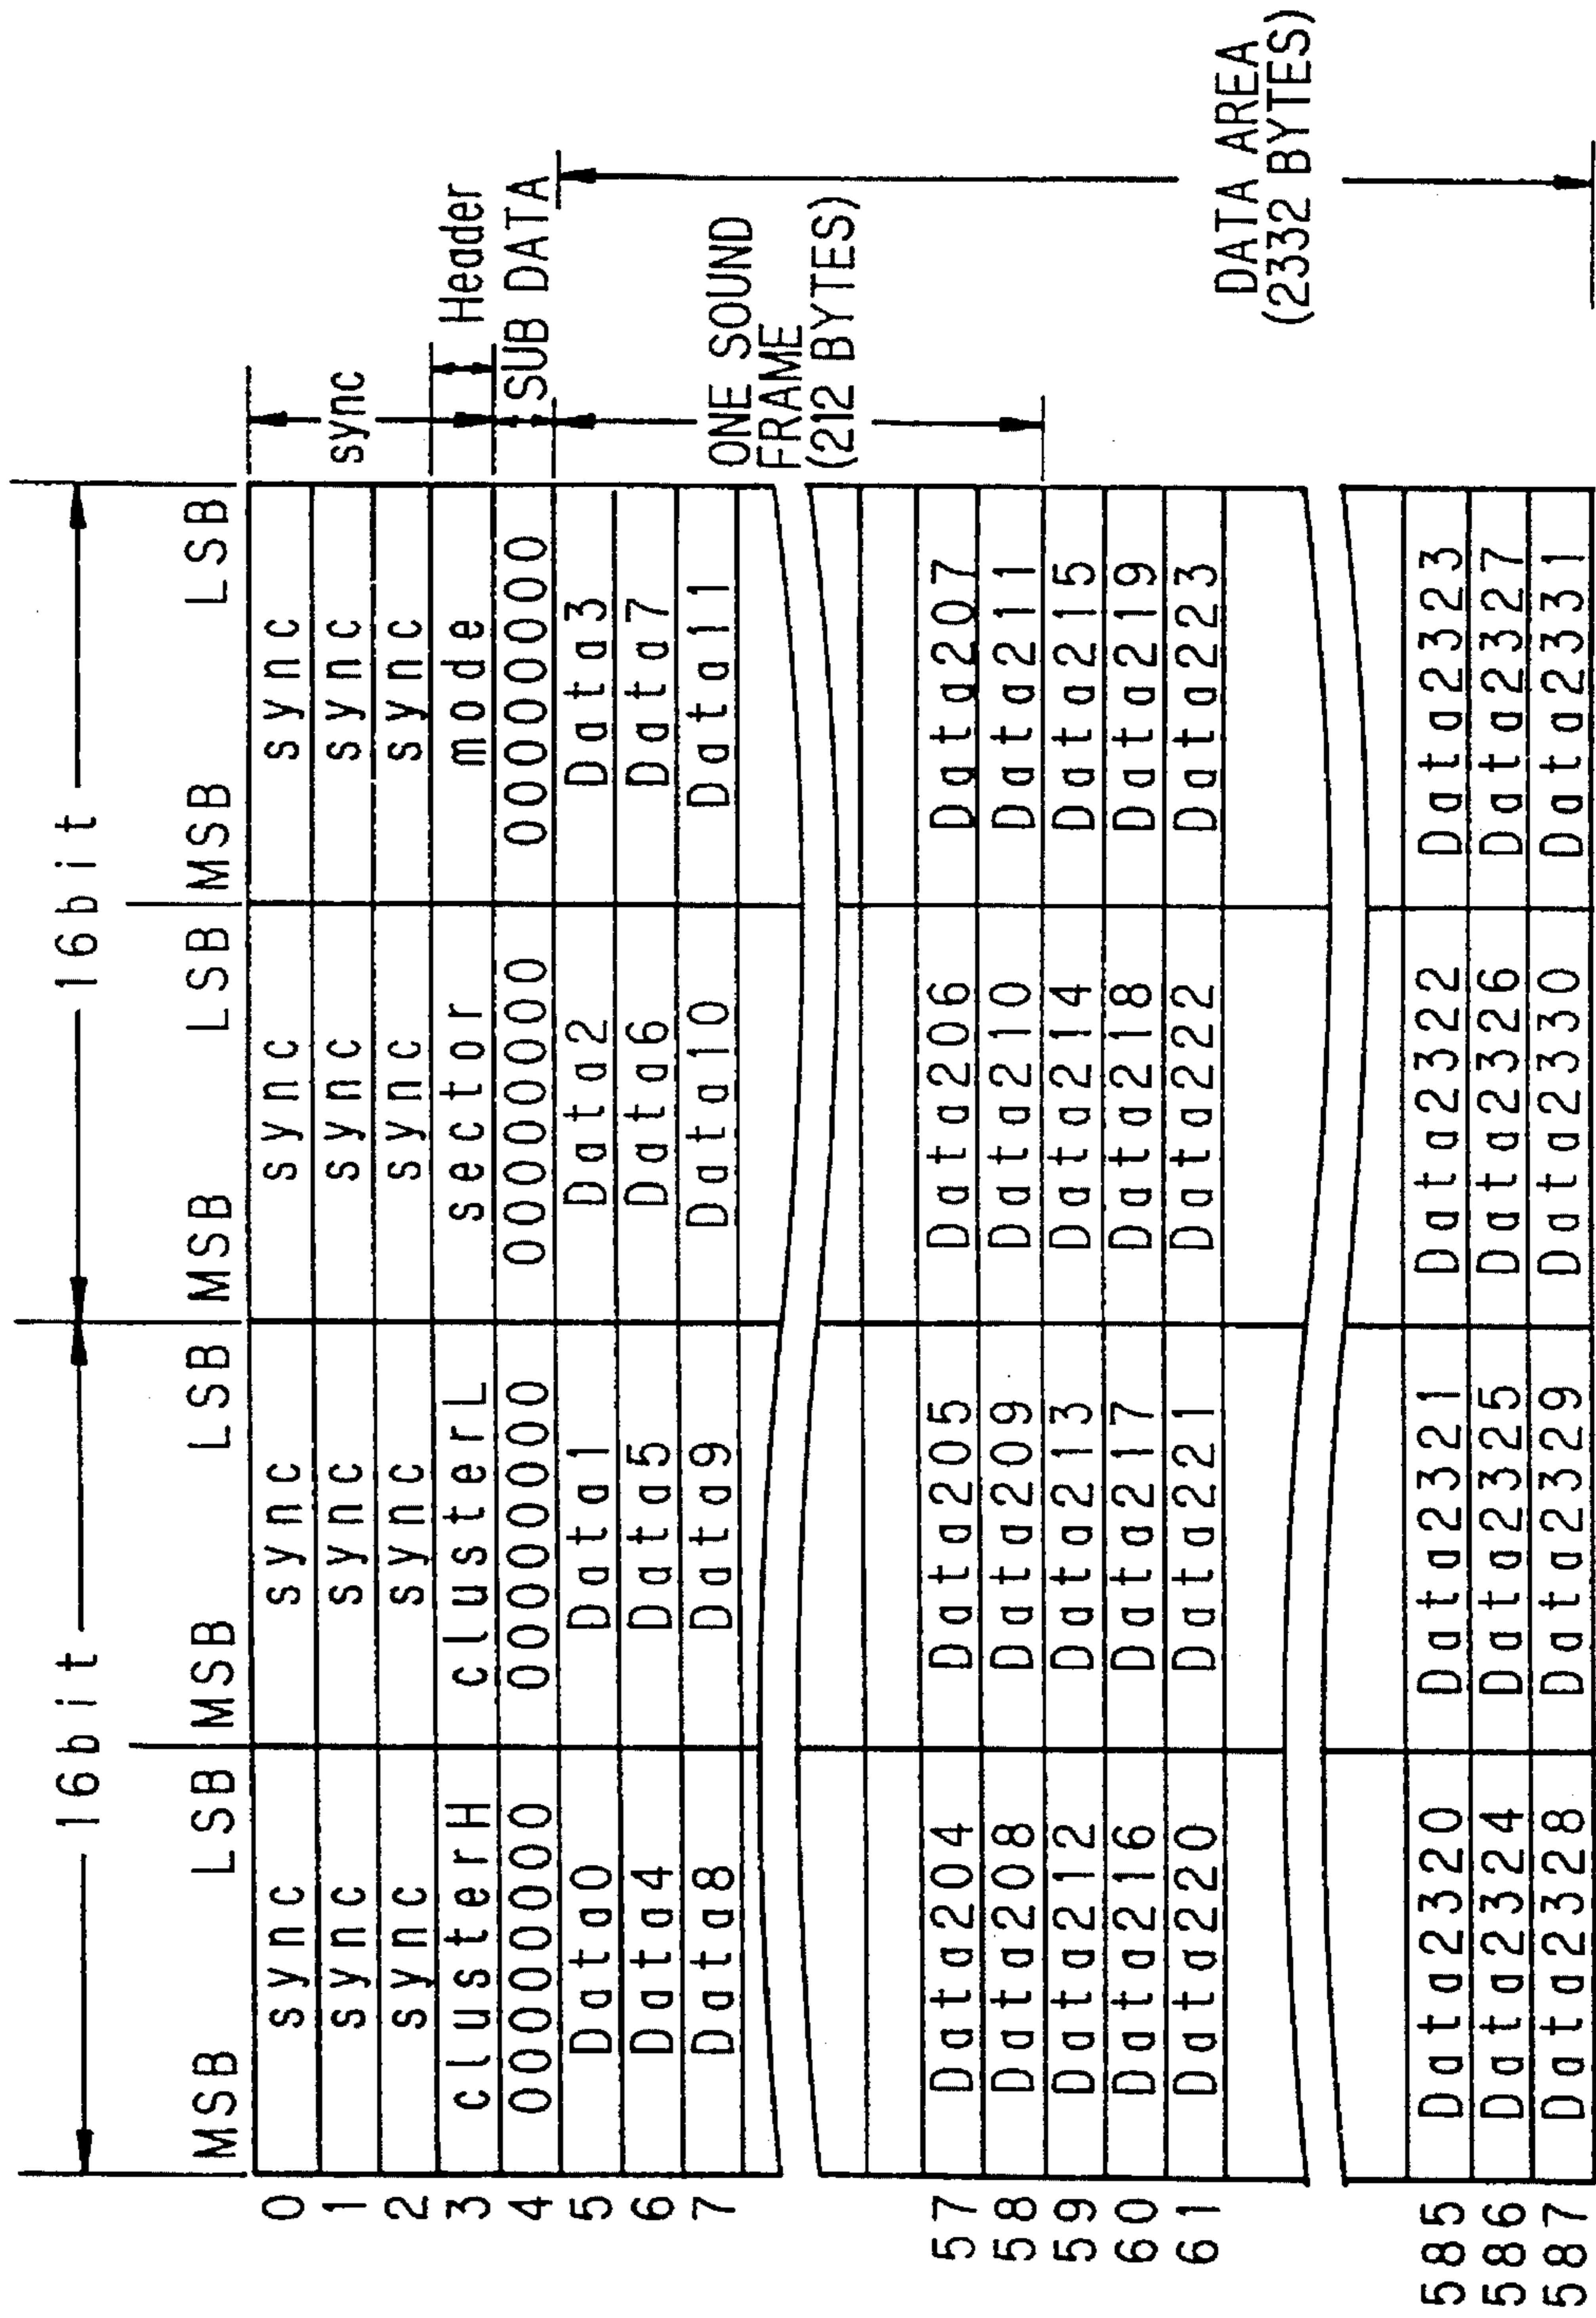 16bit 16bit
MSB LSB MSB LSB MSB LSB MSB LSB
0 sync sync sync sync
1 sync sync sync sync
2 sync sync sync sync
3 clusterH clusterL sector mode
4 00000000 00000000 00000000 00000000
5 Data0 Data1 Data2 Data3
6 Data4 Data5 Data6 Data7
7 Data8 Data9 Data10 Data11
57 Data204 Data205 Data206 Data207
58 Data208 Data209 Data210 Data211
59 Data212 Data213 Data214 Data215
60 Data216 Data217 Data218 Data219
61 Data220 Data221 Data222 Data223
585 Data2320 Data2321 Data2322 Data2323
586 Data2324 Data2325 Data2326 Data2327
587 Data2328 Data2329 Data2330 Data2331
sync
Header
SUB DATA
ONE SOUND
FRAME
(212 BYTES)
DATA AREA
(2332 BYTES)